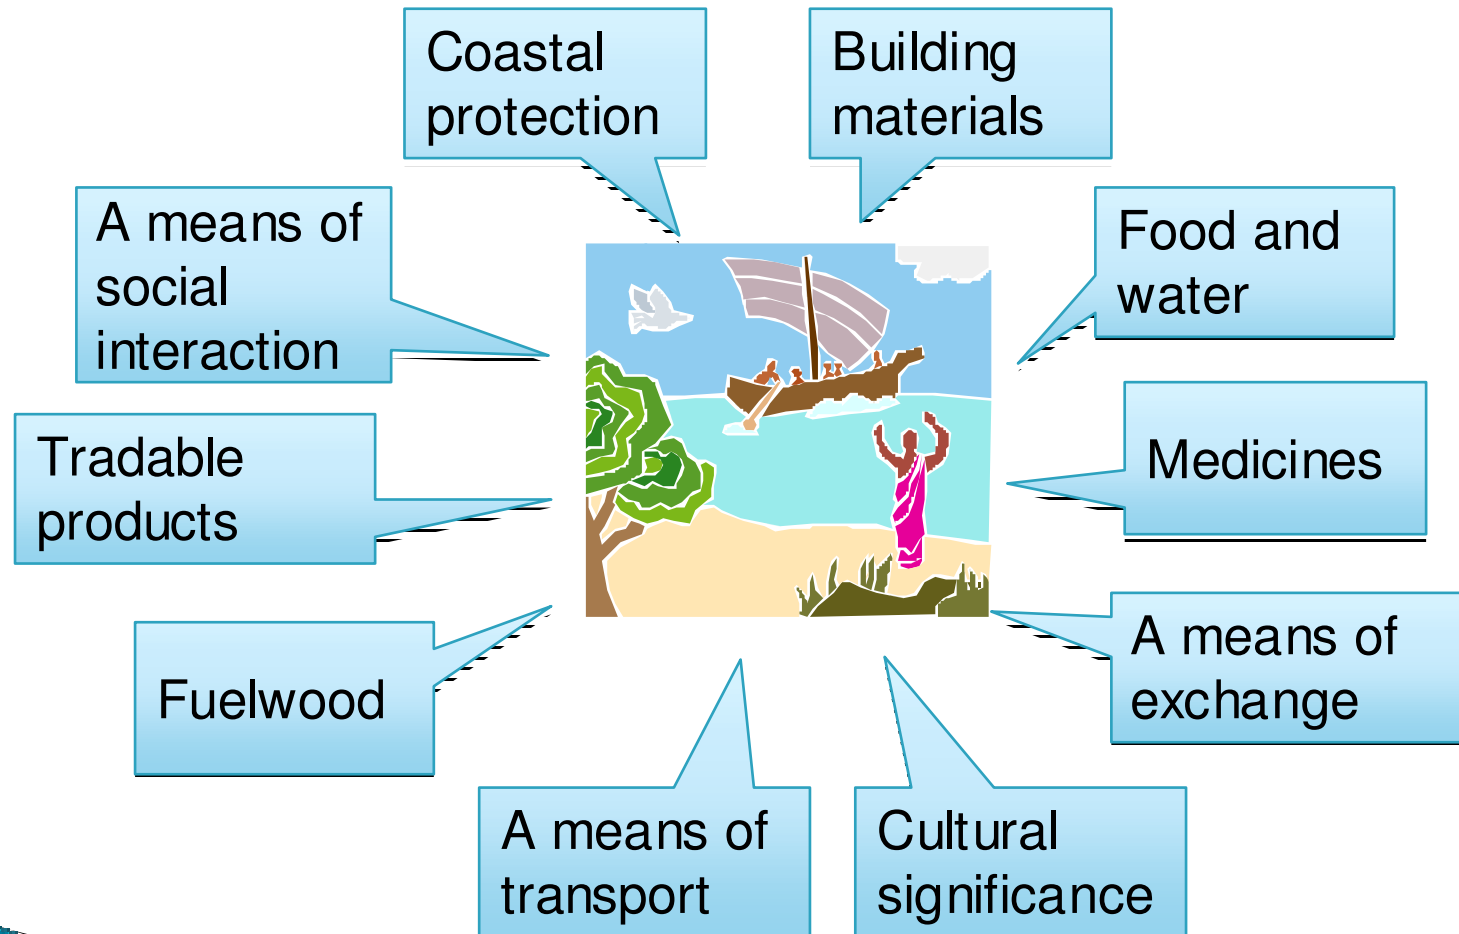 Coastal
protection
Building
materials
A means of
social
interaction
Food and
water
Tradable
products
Medicines
Fuelwood
A means of
exchange
A means of
transport
Cultural
significance